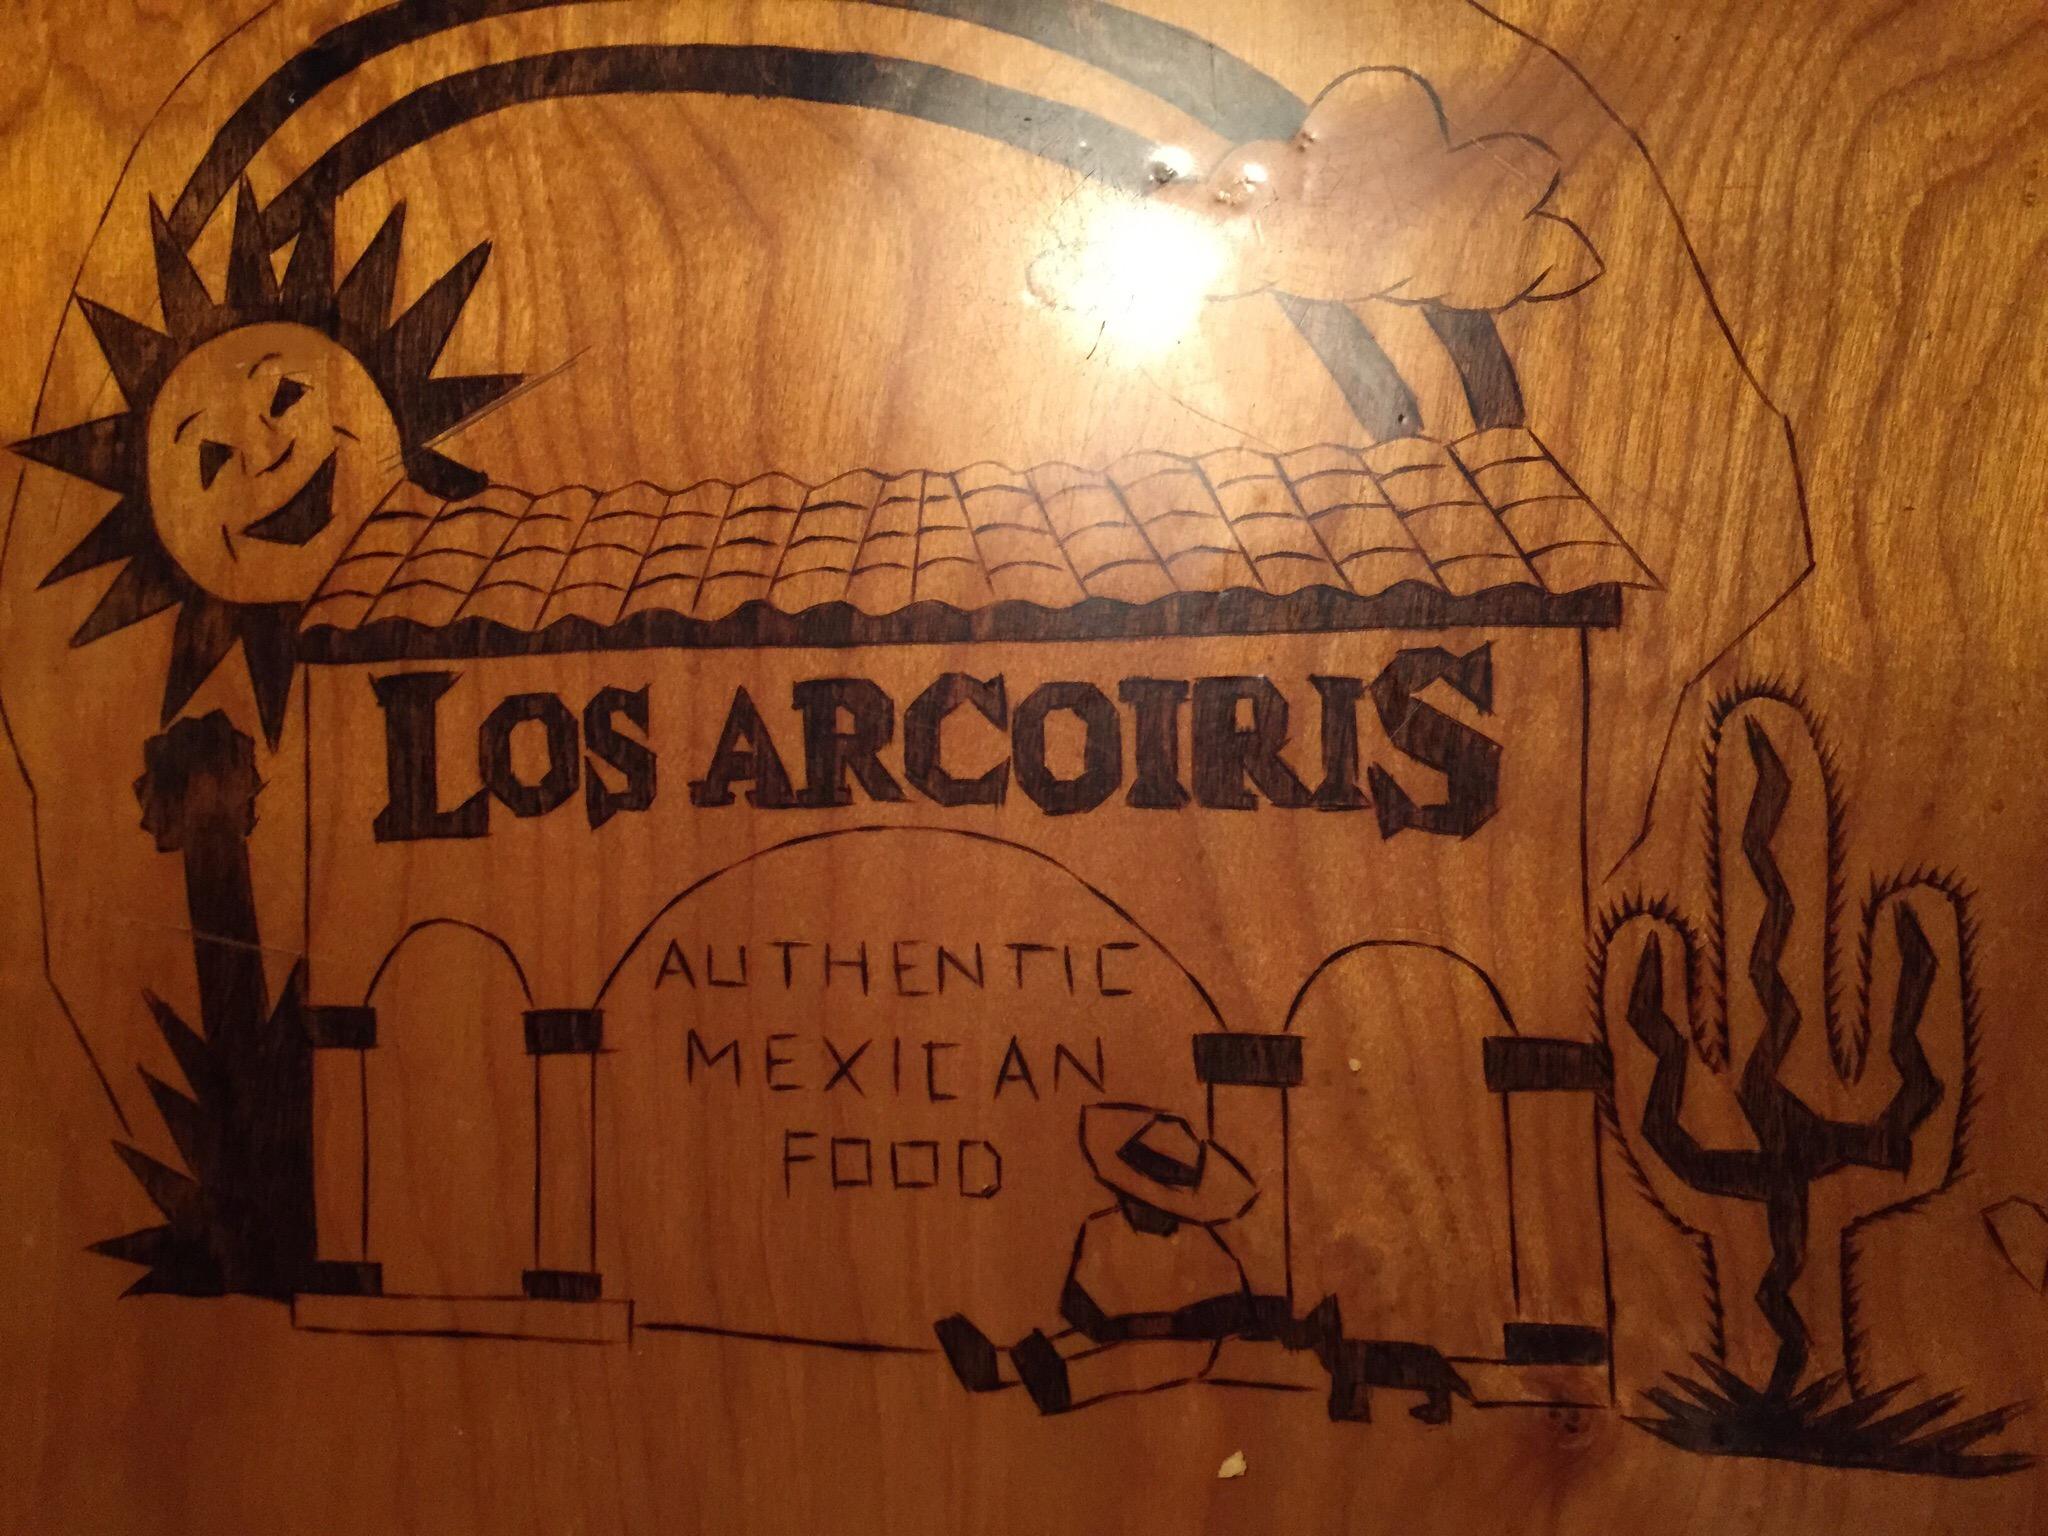 LOS ARCOIRIS
AUTHENTIC
MEXICAN
FOOD